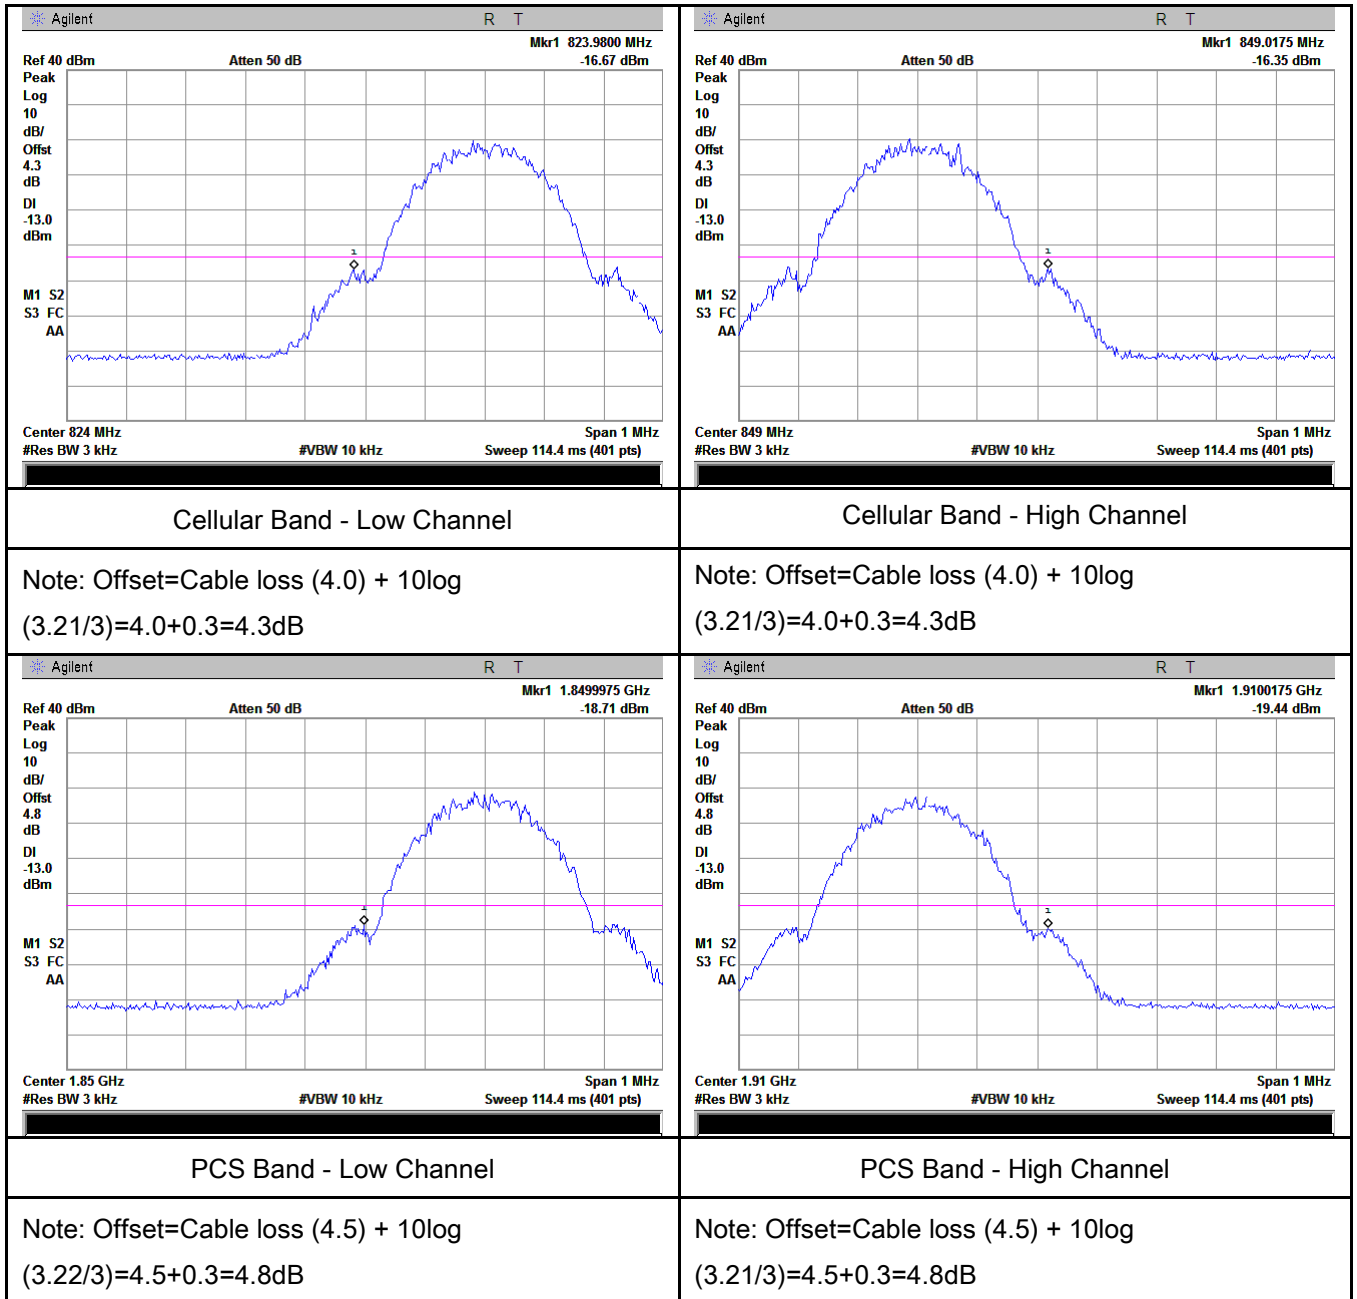 Agilent R T
Mkr1 823.9800 MHz
Ref 40 dBm Atten 50 dB -16.67 dBm
Peak
Log
10
dB/
Offst
4.3
dB
DI
-13.0
dBm
1
M1 S2
S3 FC
AA
Center 824 MHz Span 1 MHz
#Res BW 3 kHz #VBW 10 kHz Sweep 114.4 ms (401 pts)
Agilent R T
Mkr1 849.0175 MHz
Ref 40 dBm Atten 50 dB -16.35 dBm
Peak
Log
10
dB/
Offst
4.3
dB
DI
-13.0
dBm
1
M1 S2
S3 FC
AA
Center 849 MHz Span 1 MHz
#Res BW 3 kHz #VBW 10 kHz Sweep 114.4 ms (401 pts)
Cellular Band - Low Channel
Cellular Band - High Channel
Note: Offset=Cable loss (4.0) + 10log
(3.21/3)=4.0+0.3=4.3dB
Note: Offset=Cable loss (4.0) + 10log
(3.21/3)=4.0+0.3=4.3dB
Agilent R T
Mkr1 1.8499975 GHz
Ref 40 dBm Atten 50 dB -18.71 dBm
Peak
Log
10
dB/
Offst
4.8
dB
DI
-13.0
dBm
1
M1 S2
S3 FC
AA
Center 1.85 GHz Span 1 MHz
#Res BW 3 kHz #VBW 10 kHz Sweep 114.4 ms (401 pts)
Agilent R T
Mkr1 1.9100175 GHz
Ref 40 dBm Atten 50 dB -19.44 dBm
Peak
Log
10
dB/
Offst
4.8
dB
DI
-13.0
dBm
1
M1 S2
S3 FC
AA
Center 1.91 GHz Span 1 MHz
#Res BW 3 kHz #VBW 10 kHz Sweep 114.4 ms (401 pts)
PCS Band - Low Channel
PCS Band - High Channel
Note: Offset=Cable loss (4.5) + 10log
(3.22/3)=4.5+0.3=4.8dB
Note: Offset=Cable loss (4.5) + 10log
(3.21/3)=4.5+0.3=4.8dB